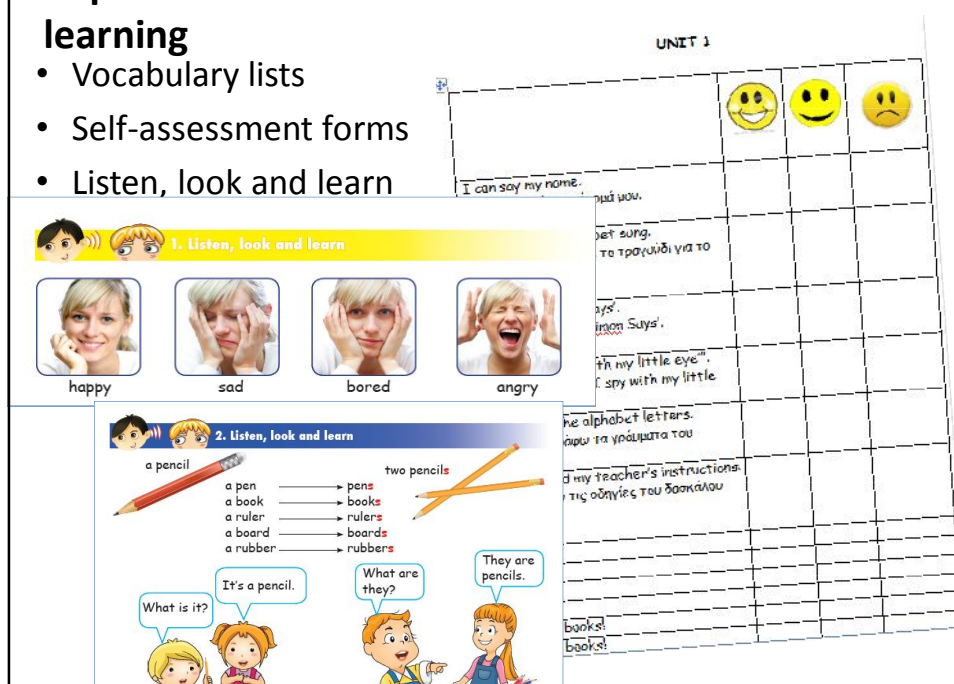 learning
• Vocabulary lists
• Self-assessment forms
• Listen, look and learn
UNIT 1
I can say my name.
μου.
song.
το τραγούδι για το
Simon Says'.
with my little eye"".
spy with my little
alphabet letters.
τα γράμματα του
my teacher's instructions.
τις οδηγίες του δασκάλου
books!
books!
1. Listen, look and learn
happy sad bored angry
2. Listen, look and learn
a pencil
two pencils
a pen pens
a book books
a ruler rulers
a board boards
a rubber rubbers
What is it?
It's a pencil.
What are
they?
They are
pencils.